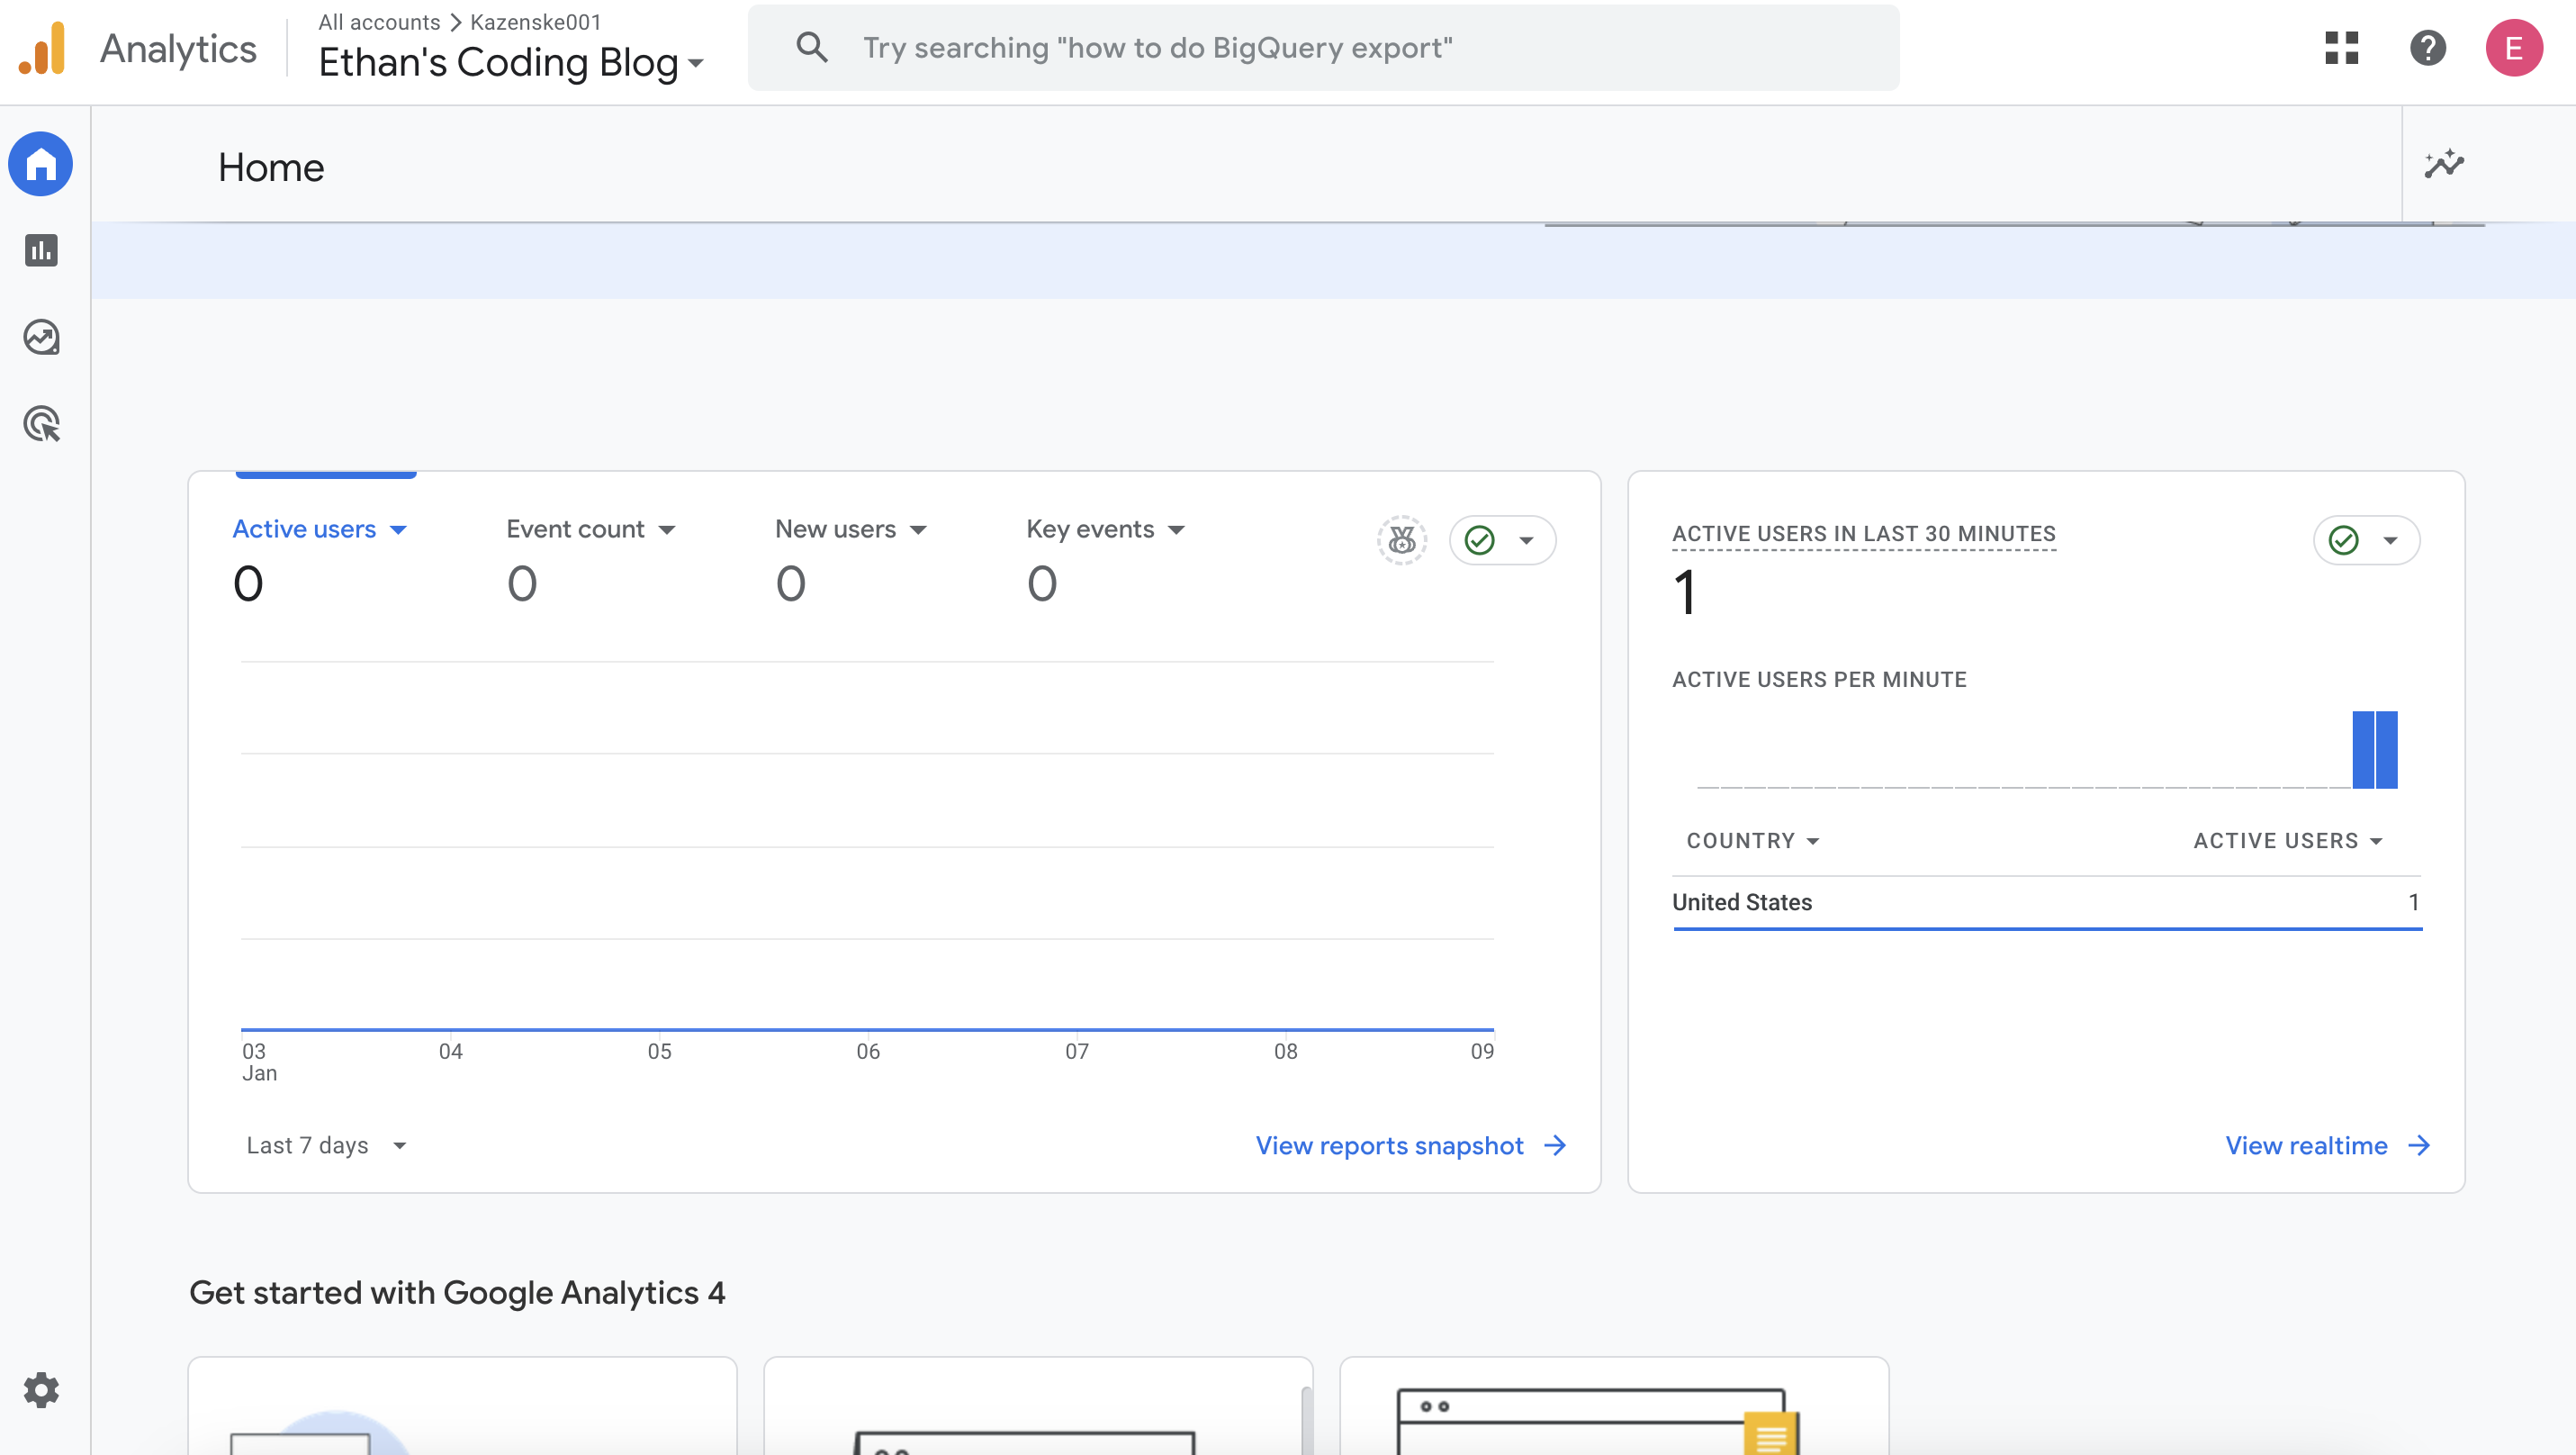 Analytics
All accounts > Kazenske001
Ethan's Coding Blog
Try searching "how to do BigQuery export"
E
Home
Active users
0
Event count
0
New users
0
Key events
0
03
Jan
04
05
06
07
08
09
Last 7 days
View reports snapshot
ACTIVE USERS IN LAST 30 MINUTES
1
ACTIVE USERS PER MINUTE
COUNTRY
ACTIVE USERS
United States
1
View realtime
Get started with Google Analytics 4